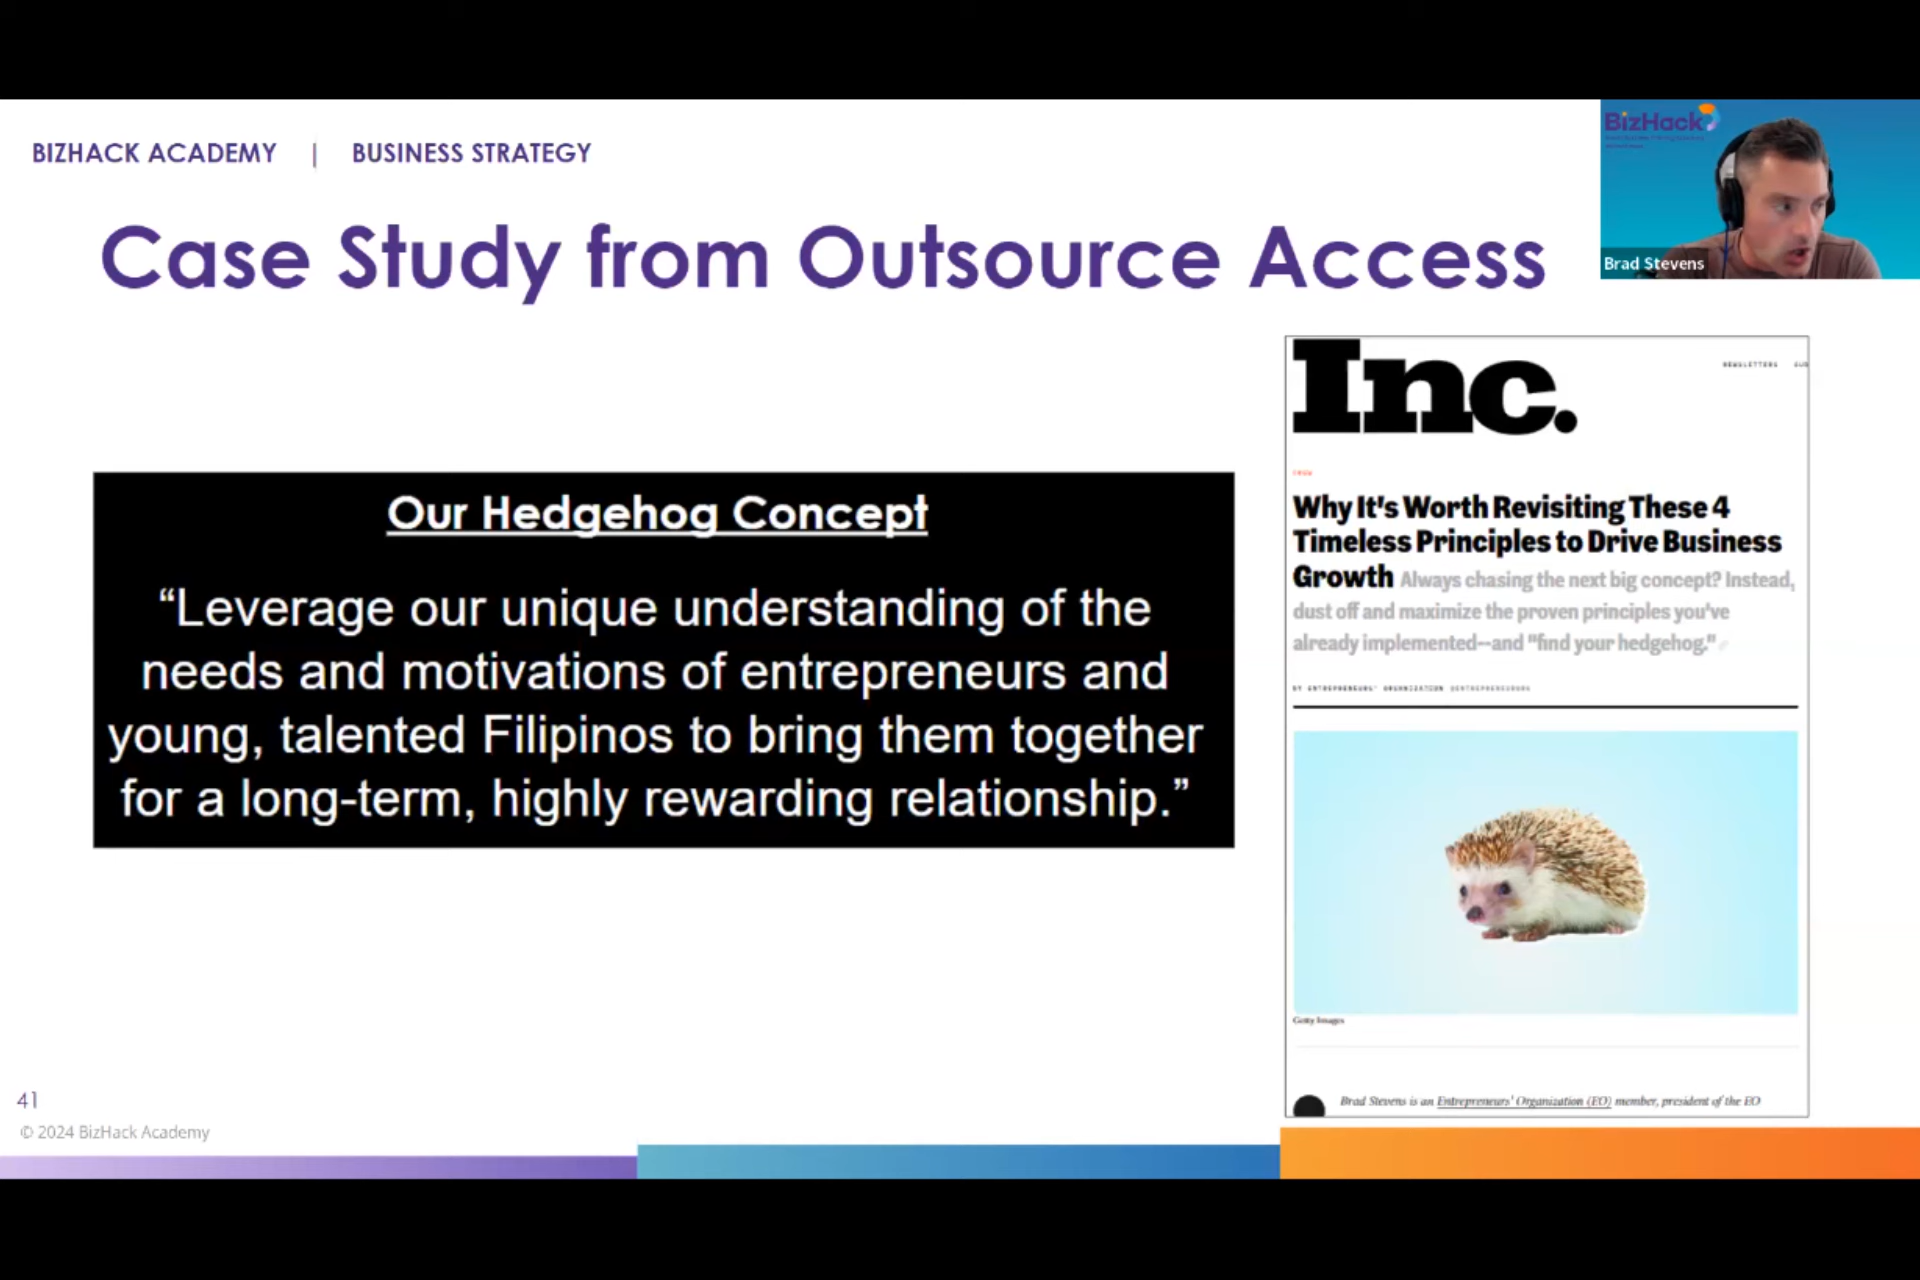 BIZHACK ACADEMY | BUSINESS STRATEGY
Case Study from Outsource Access
BizHack
Brad Stevens
Our Hedgehog Concept
“Leverage our unique understanding of the
needs and motivations of entrepreneurs and
young, talented Filipinos to bring them together
for a long-term, highly rewarding relationship.”
Inc.
NEWSLETTERS
Why It's Worth Revisiting These 4
Timeless Principles to Drive Business
Growth Always chasing the next big concept? Instead,
dust off and maximize the proven principles you've
already implemented--and "find your hedgehog."
BY ENTREPRENEURS' ORGANIZATION
Getty Images
Brad Stevens is an Entrepreneurs' Organization (EO) member, president of the EO
41
© 2024 BizHack Academy